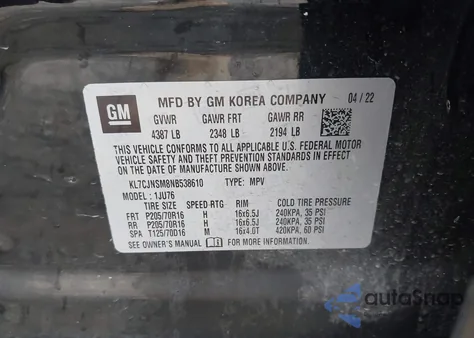 GM
MFD BY GM KOREA COMPANY 04 / 22
GVWR GAWR FRT GAWR RR
4387 LB 2348 LB 2194 LB
THIS VEHICLE CONFORMS TO ALL APPLICABLE U.S. FEDERAL MOTOR
VEHICLE SAFETY AND THEFT PREVENTION STANDARDS IN EFFECT ON
THE DATE OF MANUFACTURE SHOWN ABOVE.
KL7CJNSM8NB538610 TYPE: MPV
MODEL : 1JU76
TIRE SIZE SPEED RTG RIM COLD TIRE PRESSURE
FRT P205/70R16 H 16x6.5J 240KPA, 35 PSI
RR P205/70R16 H 16x6.5J 240KPA, 35 PSI
SPA T125/70D16 M 16x4.0T 420KPA, 60 PSI
SEE OWNER'S MANUAL FOR MORE INFORMATION.
autoSnap